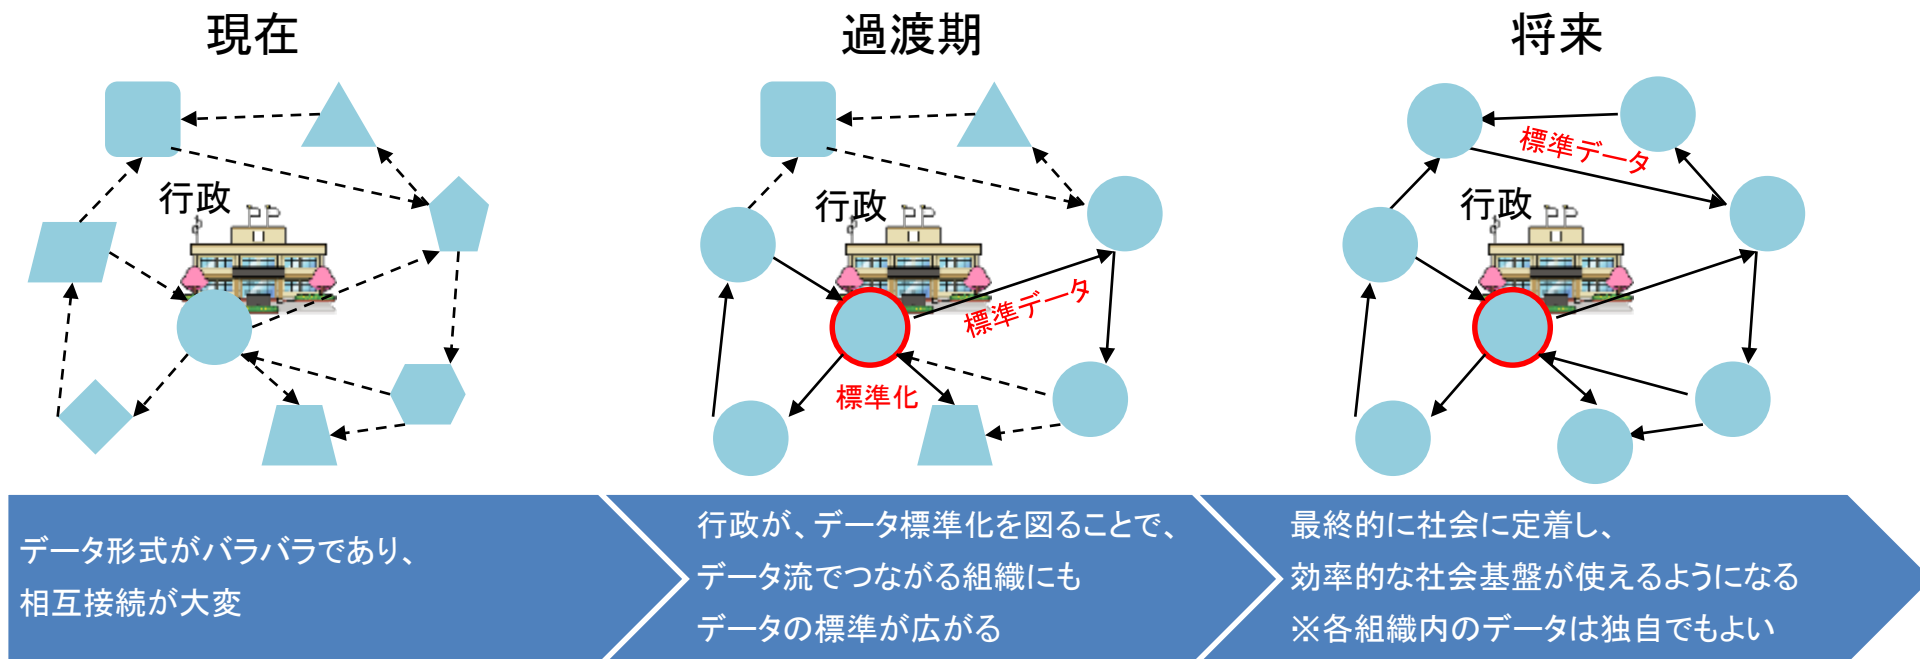 現在
行政
データ形式がバラバラであり、
相互接続が大変
過渡期
行政
標準データ
標準化
行政が、データ標準化を図ることで、
データ流でつながる組織にも
データの標準が広がる
将来
標準データ
行政
最終的に社会に定着し、
効率的な社会基盤が使えるようになる
※各組織内のデータは独自でもよい